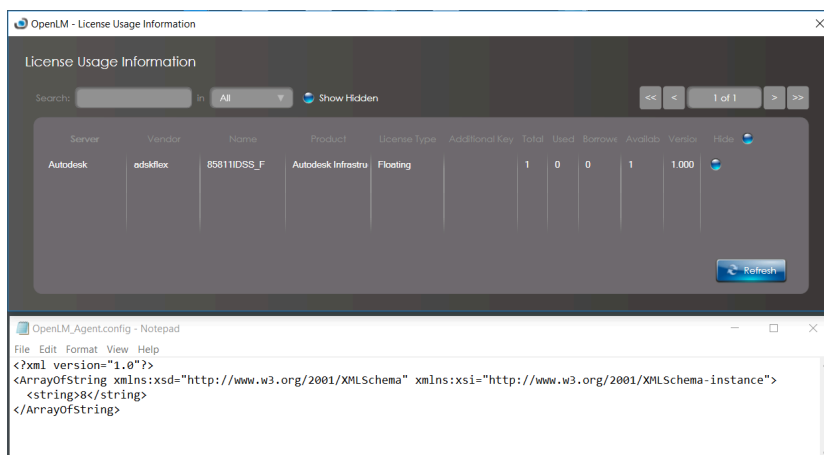 OpenLM - License Usage Information
License Usage Information
Search: in All Show Hidden << < 1 of 1 > >>
Server Vendor Name Product License Type Additional Key Total Used Borrowe Availab Version Hide
Autodesk adskflex 85811IDSS_F Autodesk Infrastru Floating 1 0 0 1 1.000
Refresh
OpenLM_Agent.config - Notepad
File Edit Format View Help
<?xml version="1.0"?>
<ArrayOfString xmlns:xsd="http://www.w3.org/2001/XMLSchema" xmlns:xsi="http://www.w3.org/2001/XMLSchema-instance">
<string>8</string>
</ArrayOfString>